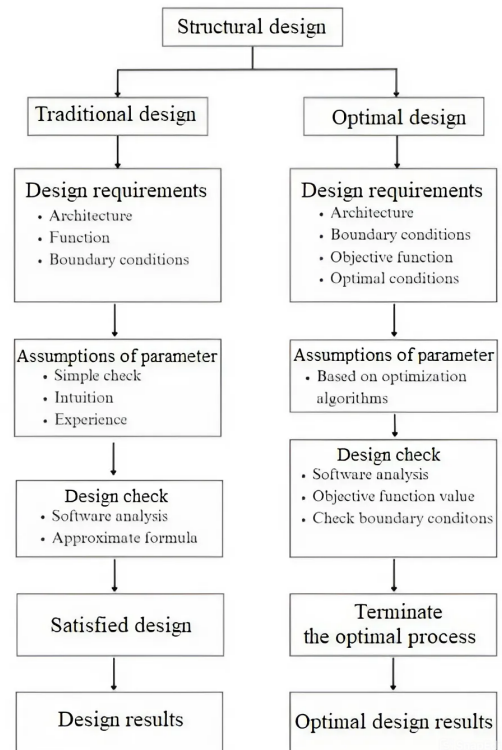 Structural design
Traditional design
Design requirements
• Architecture
• Function
• Boundary conditions
Assumptions of parameter
• Simple check
• Intuition
• Experience
Design check
• Software analysis
• Approximate formula
Satisfied design
Design results
Optimal design
Design requirements
• Architecture
• Boundary conditions
• Objective function
• Optimal conditions
Assumptions of parameter
• Based on optimization
algorithms
Design check
• Software analysis
• Objective function value
• Check boundary conditons
Terminate
the optimal process
Optimal design results